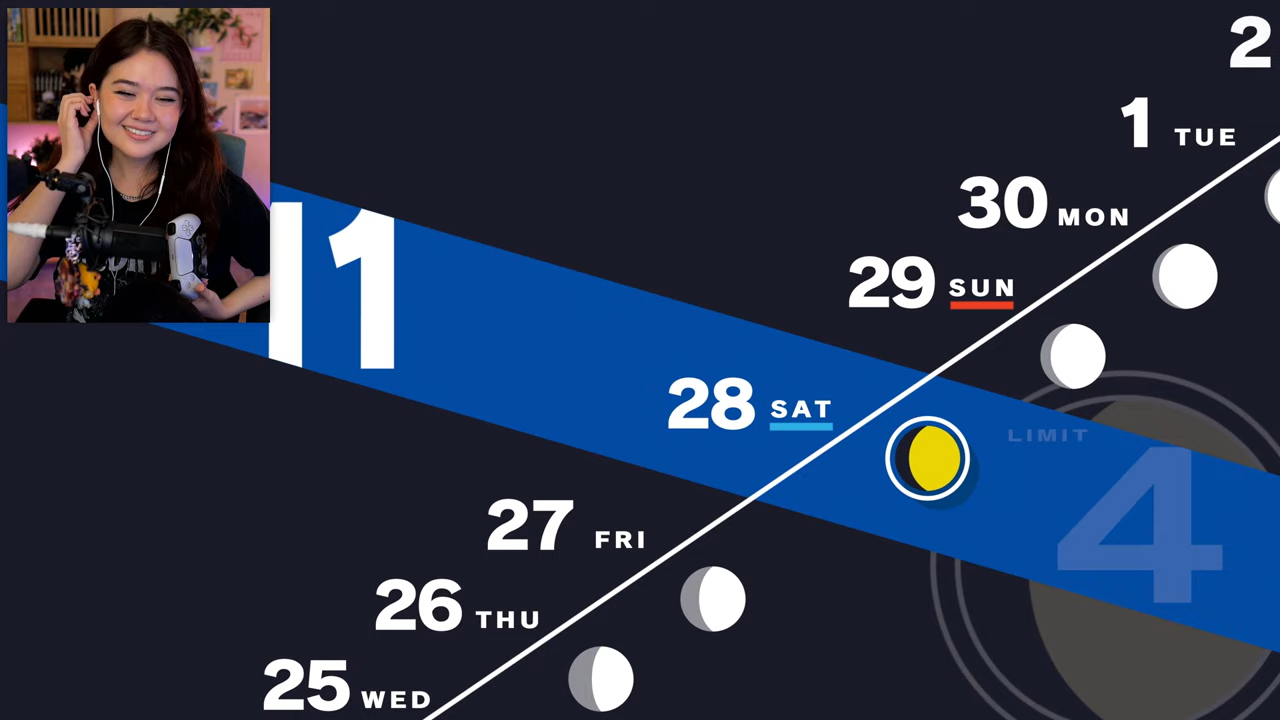 2
1 TUE
30 MON
29 SUN
11
28 SAT
LIMIT
4
27 FRI
26 THU
25 WED